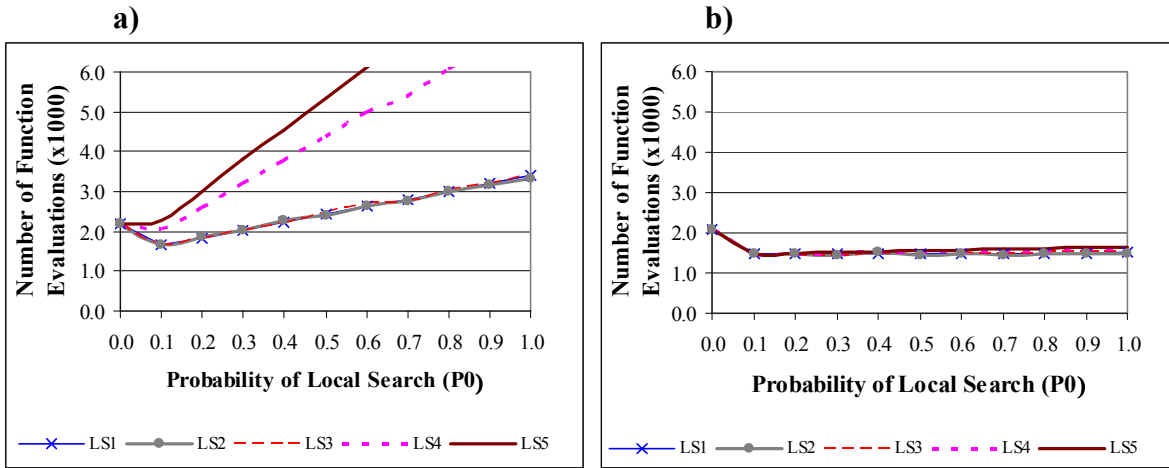 a)
Number of Function
Evaluations (x1000)
6.0
5.0
4.0
3.0
2.0
1.0
0.0
0.0 0.1 0.2 0.3 0.4 0.5 0.6 0.7 0.8 0.9 1.0
Probability of Local Search (P0)
LS1 LS2 LS3 LS4 LS5
b)
Number of Function
Evaluations (x1000)
6.0
5.0
4.0
3.0
2.0
1.0
0.0
0.0 0.1 0.2 0.3 0.4 0.5 0.6 0.7 0.8 0.9 1.0
Probability of Local Search (P0)
LS1 LS2 LS3 LS4 LS5